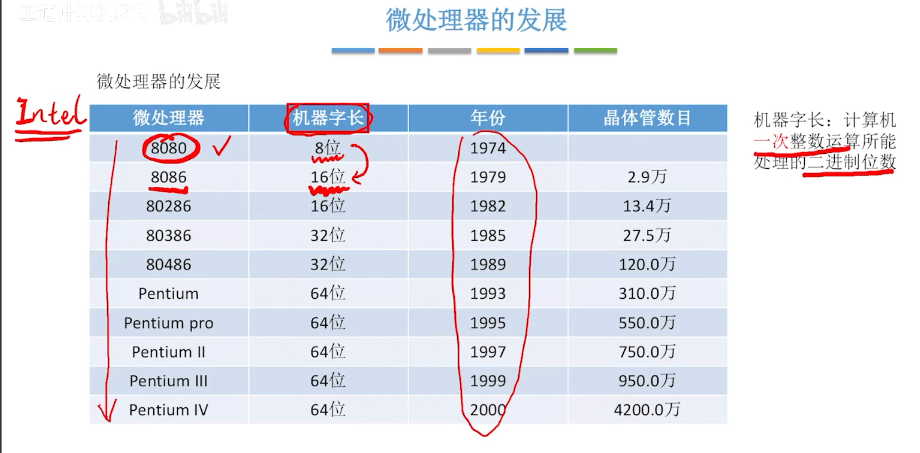 bilibili
微处理器的发展
微处理器的发展
Intel
微处理器 机器字长 年份 晶体管数目
8080 8位 1974
8086 16位 1979 2.9万
80286 16位 1982 13.4万
80386 32位 1985 27.5万
80486 32位 1989 120.0万
Pentium 64位 1993 310.0万
Pentium pro 64位 1995 550.0万
Pentium II 64位 1997 750.0万
Pentium III 64位 1999 950.0万
Pentium IV 64位 2000 4200.0万
机器字长：计算机
一次整数运算所能
处理的二进制位数